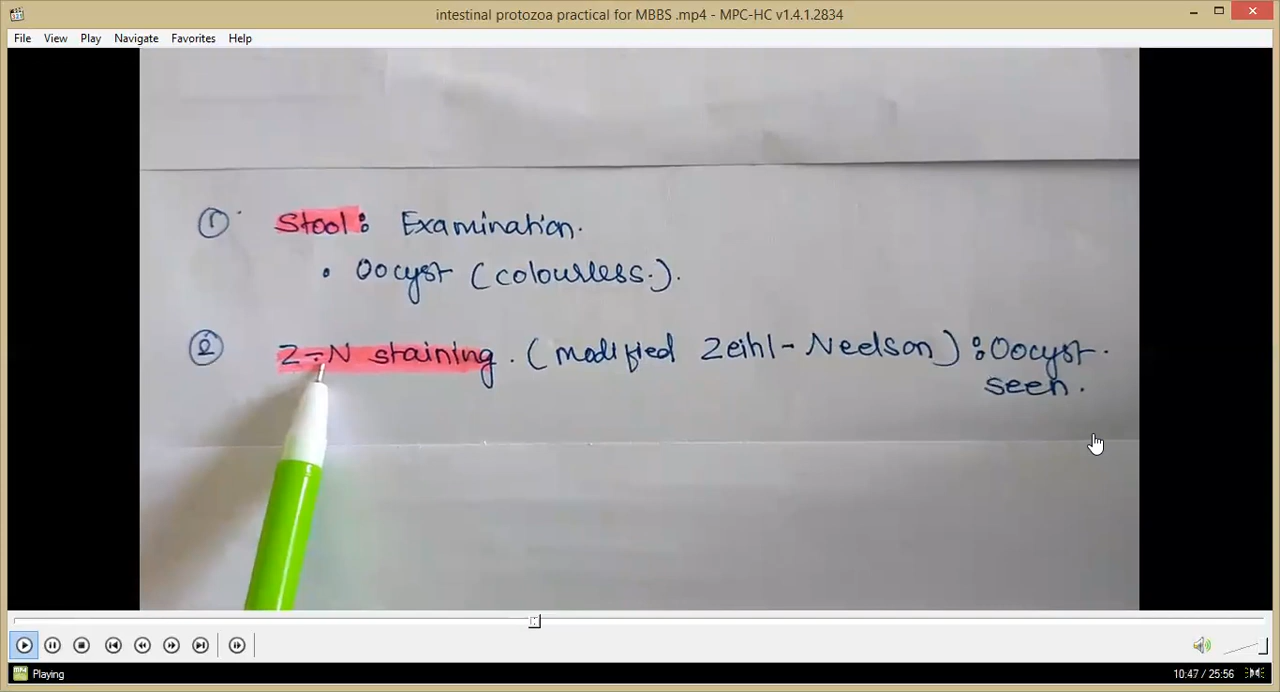 intestinal protozoa practical for MBBS .mp4 - MPC-HC v1.4.1.2834
File View Play Navigate Favorites Help
① Stool: Examination.
• Oocyst (colourless.).
② Z-N staining. (modified Zeihl-Neelson) : Oocyst.
seen.
Playing 10:47 / 25:56